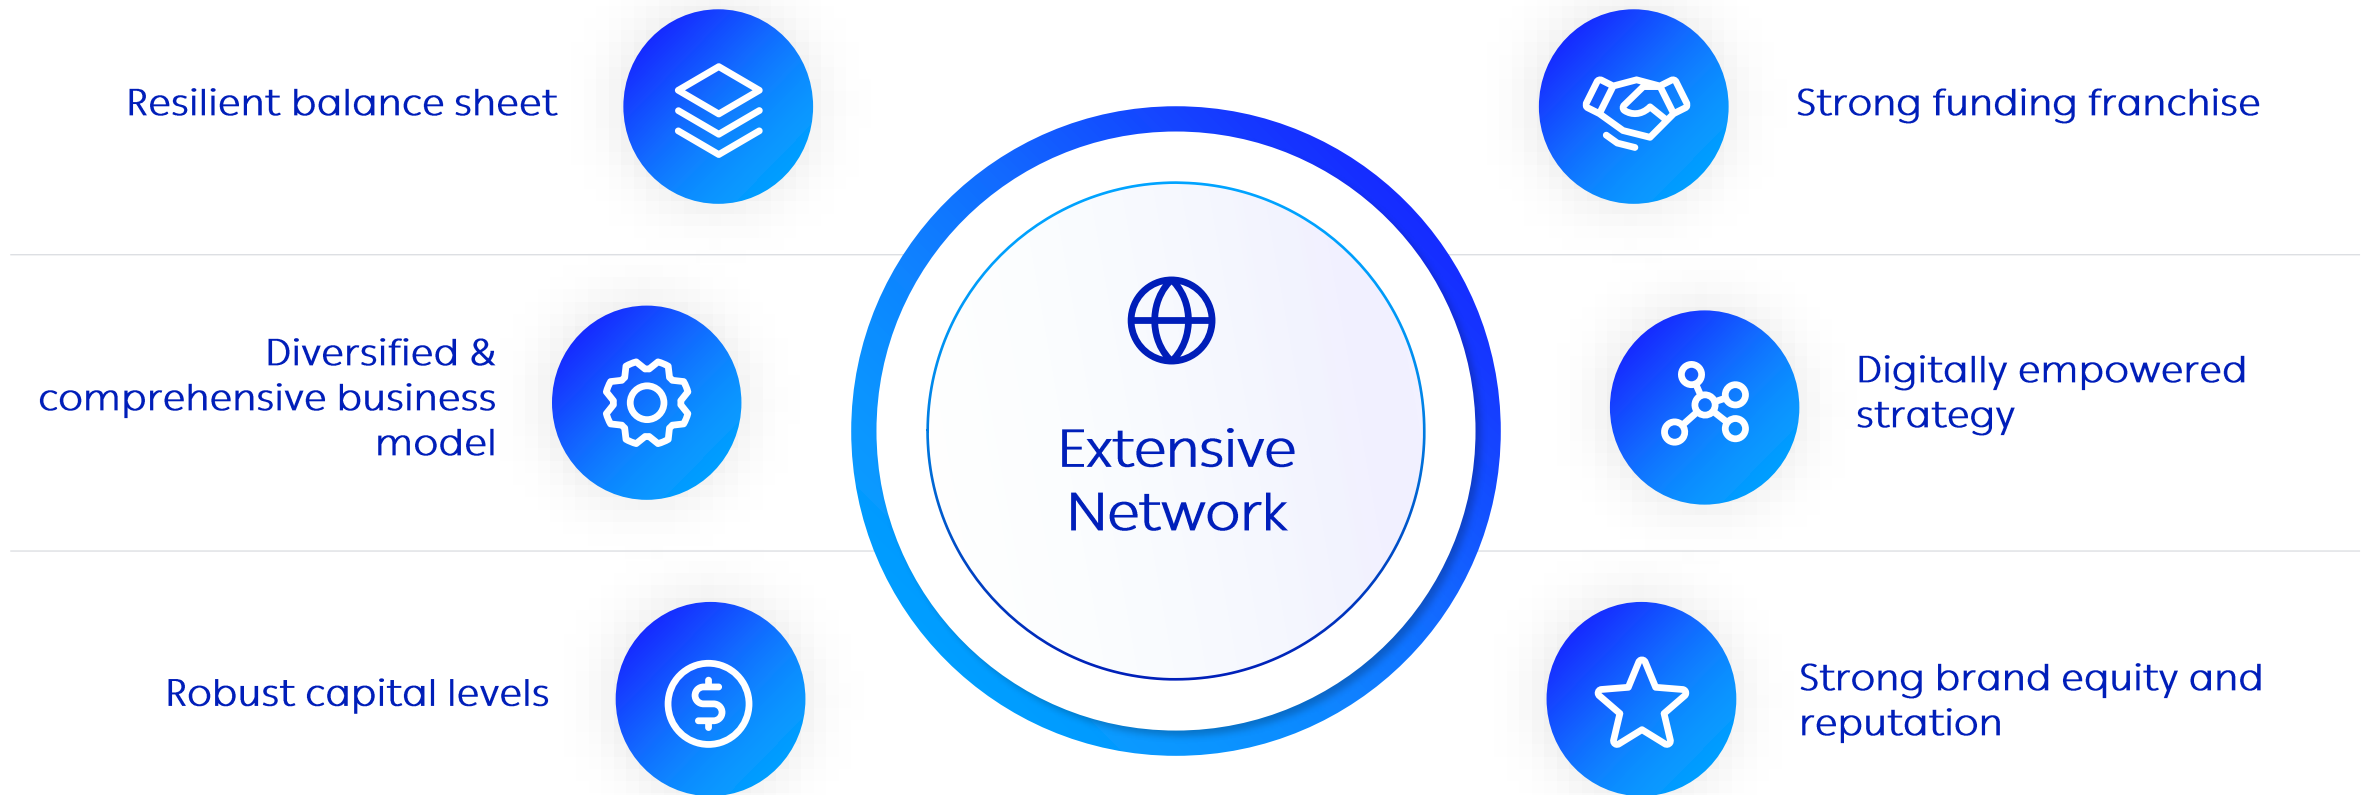 Resilient balance sheet
Diversified &
comprehensive business
model
Robust capital levels
Extensive
Network
Strong funding franchise
Digitally empowered
strategy
Strong brand equity and
reputation